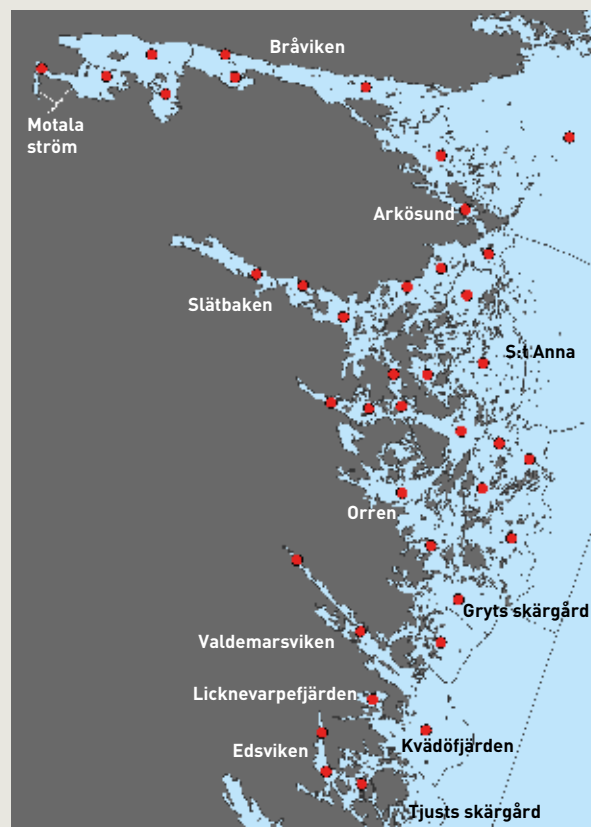 Bråviken
Motala
ström
Arkösund
Slätbaken
S:t Anna
Orren
Gryts skärgård
Valdemarsviken
Licknevarpefjärden
Kvädöfjärden
Edsviken
Tjusts skärgård